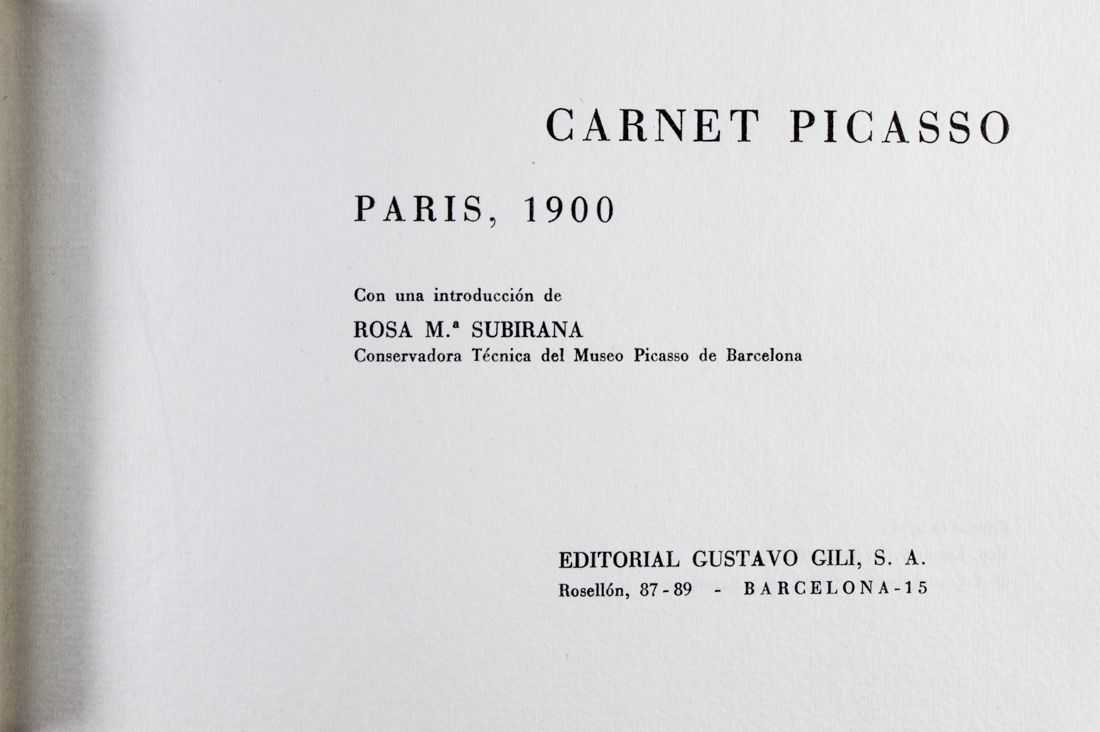 CARNET PICASSO
PARIS, 1900
Con una introducción de
ROSA M.ª SUBIRANA
Conservadora Técnica del Museo Picasso de Barcelona
EDITORIAL GUSTAVO GILI, S. A.
Rosellón, 87-89 - BARCELONA-15